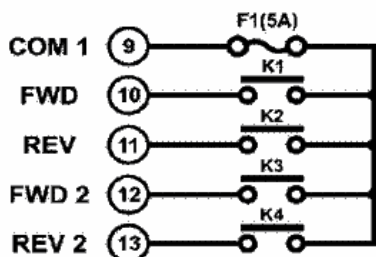 F1(5A)
COM 1 9
K1
FWD 10
K2
REV 11
K3
FWD 2 12
K4
REV 2 13